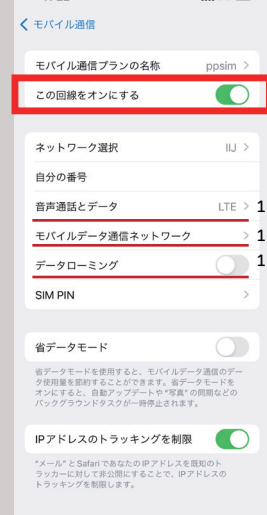 モバイル通信
モバイル通信プランの名称 ppsim
この回線をオンにする
ネットワーク選択 IIJ
自分の番号
音声通話とデータ LTE 1
モバイルデータ通信ネットワーク 1
データローミング 1
SIM PIN
省データモード
省データモードを使用すると、モバイルデータ通信のデー
タ使用量を節約することができます。省データモードを
オンにすると、自動アップデートや"写真"の同期などの
バックグラウンドタスクが一時停止されます。
IPアドレスのトラッキングを制限
"メール"とSafariであなたのIPアドレスを既知のト
ラッカーに対して非公開にすることで、IPアドレスの
トラッキングを制限します。